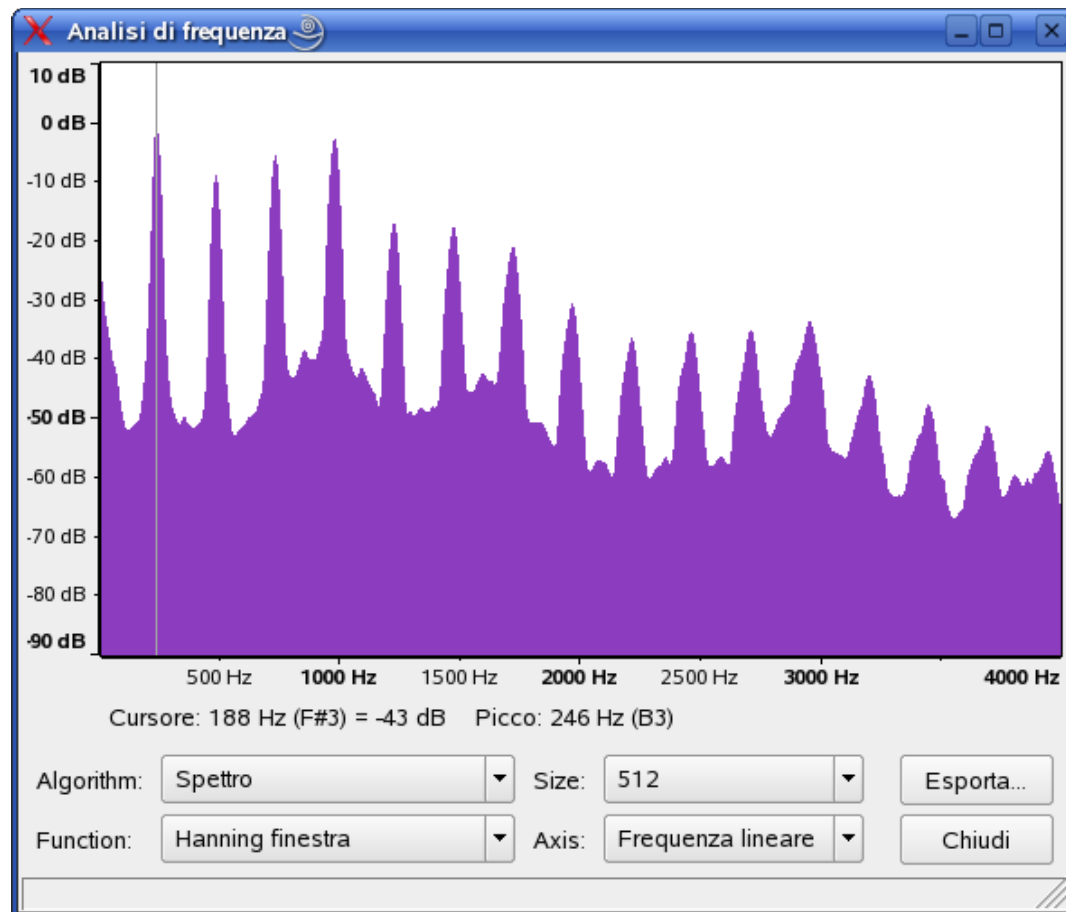 Analisi di frequenza
10 dB
0 dB
-10 dB
-20 dB
-30 dB
-40 dB
-50 dB
-60 dB
-70 dB
-80 dB
-90 dB
500 Hz 1000 Hz 1500 Hz 2000 Hz 2500 Hz 3000 Hz 4000 Hz
Cursore: 188 Hz (F#3) = -43 dB Picco: 246 Hz (B3)
Algorithm: Spettro Size: 512 Esporta...
Function: Hanning finestra Axis: Frequenza lineare Chiudi